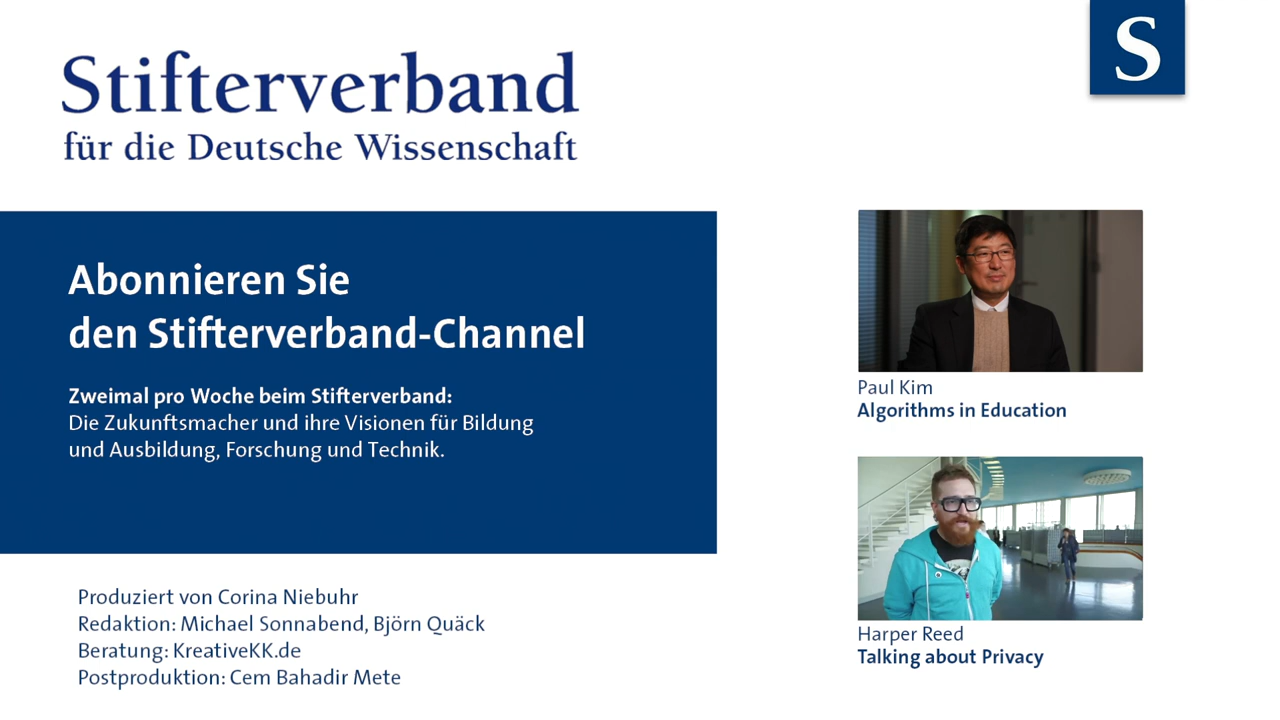 Stifterverband
für die Deutsche Wissenschaft
S
Abonnieren Sie
den Stifterverband-Channel
Zweimal pro Woche beim Stifterverband:
Die Zukunftsmacher und ihre Visionen für Bildung
und Ausbildung, Forschung und Technik.
Produziert von Corina Niebuhr
Redaktion: Michael Sonnabend, Björn Quäck
Beratung: KreativeKK.de
Postproduktion: Cem Bahadir Mete
Paul Kim
Algorithms in Education
Harper Reed
Talking about Privacy